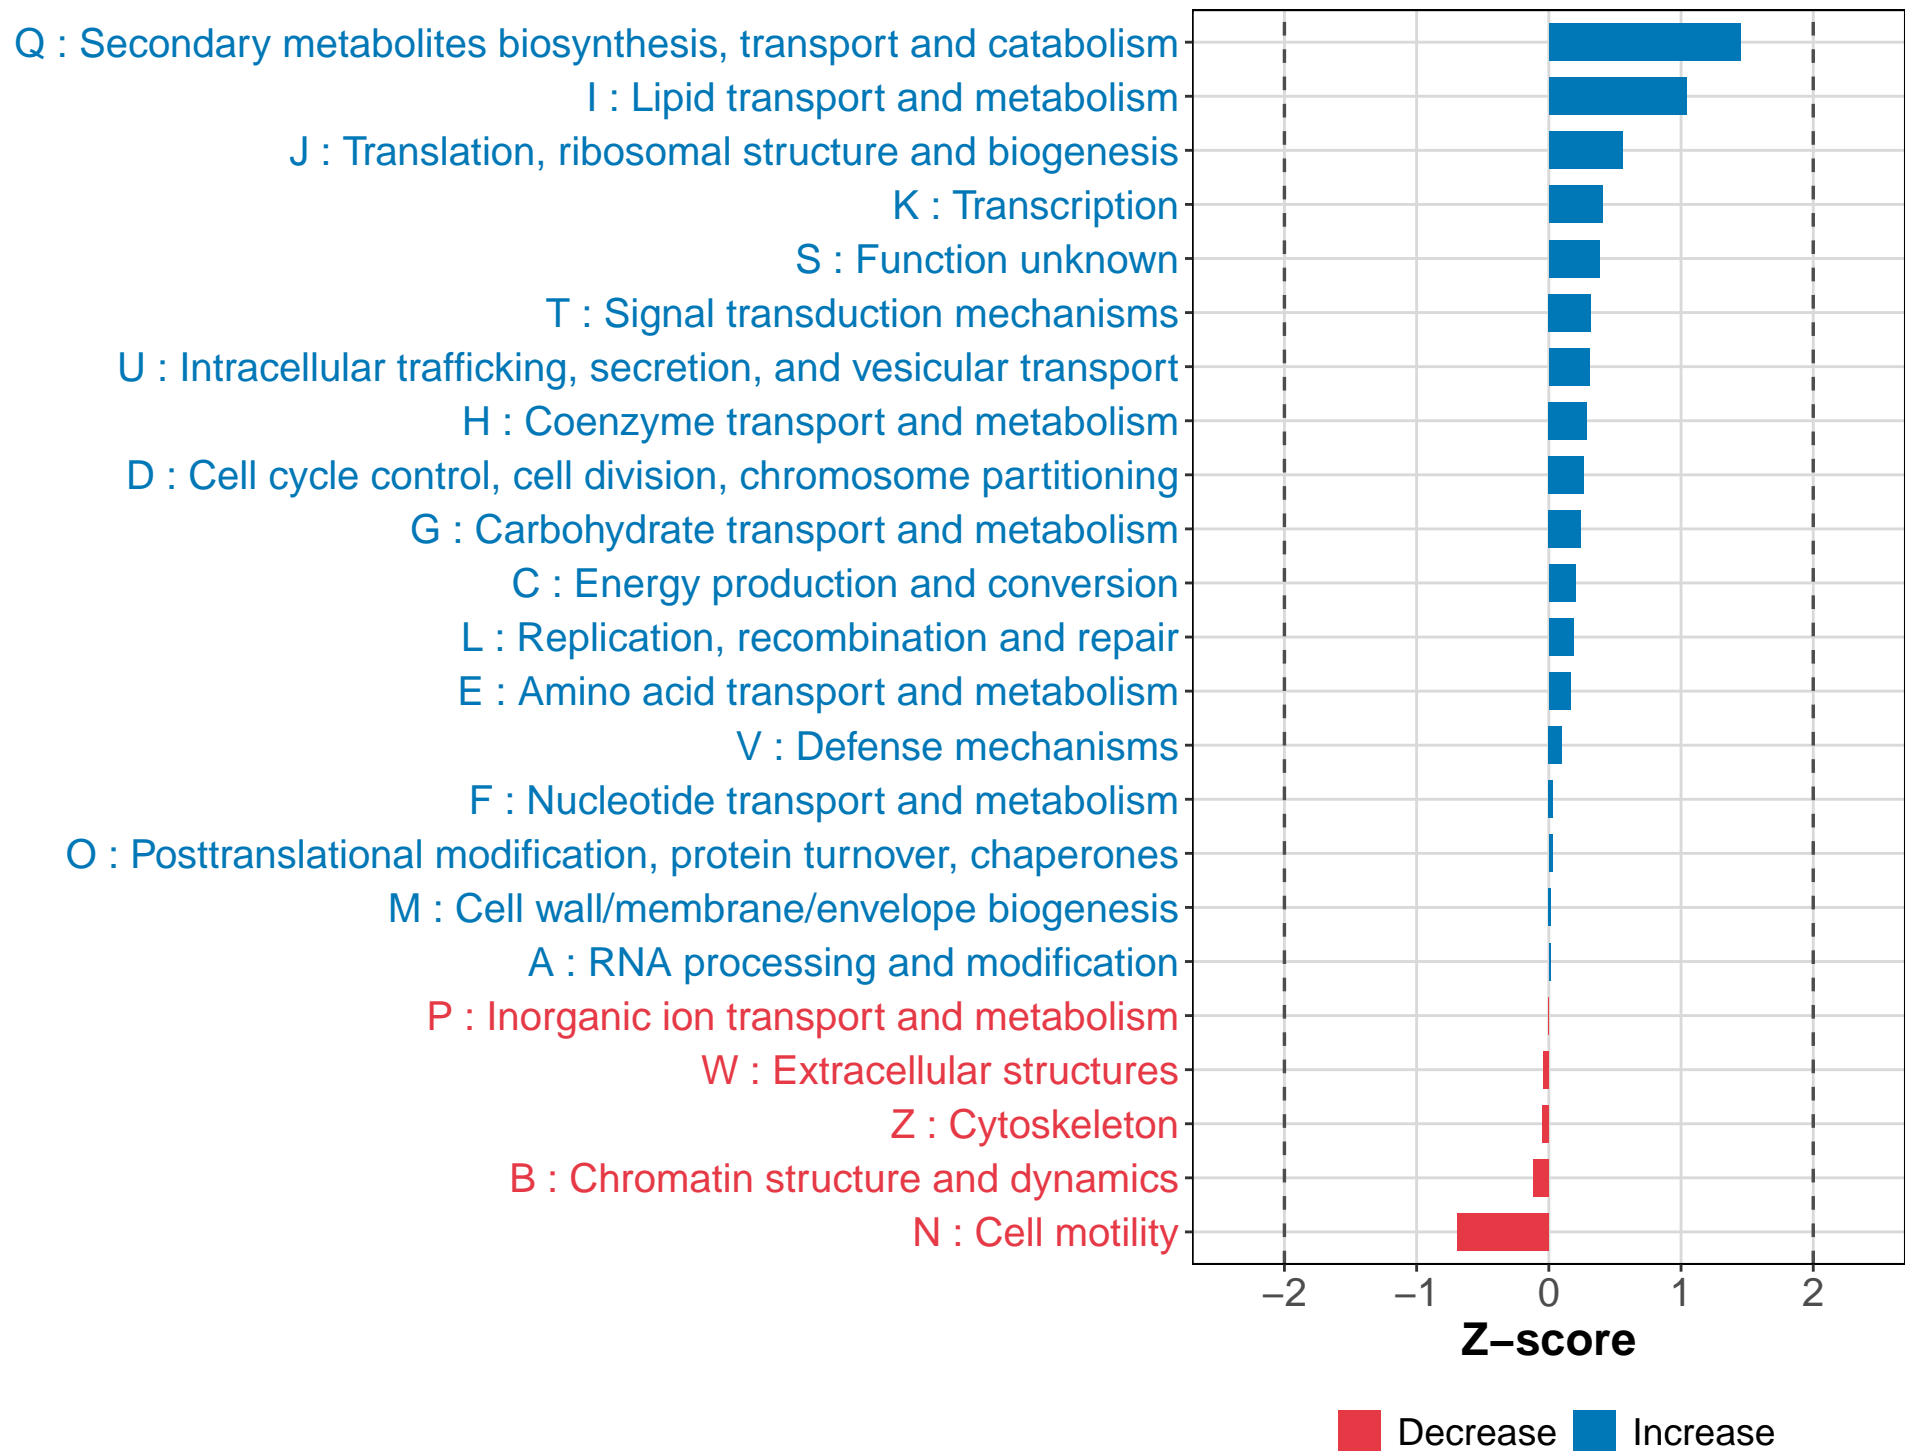 Q : Secondary metabolites biosynthesis, transport and catabolism
I : Lipid transport and metabolism
J : Translation, ribosomal structure and biogenesis
K : Transcription
S : Function unknown
T : Signal transduction mechanisms
U : Intracellular trafficking, secretion, and vesicular transport
H : Coenzyme transport and metabolism
D : Cell cycle control, cell division, chromosome partitioning
G : Carbohydrate transport and metabolism
C : Energy production and conversion
L : Replication, recombination and repair
E : Amino acid transport and metabolism
V : Defense mechanisms
F : Nucleotide transport and metabolism
O : Posttranslational modification, protein turnover, chaperones
M : Cell wall/membrane/envelope biogenesis
A : RNA processing and modification
P : Inorganic ion transport and metabolism
W : Extracellular structures
Z : Cytoskeleton
B : Chromatin structure and dynamics
N : Cell motility
−2 −1 0 1 2
Z−score
Decrease Increase